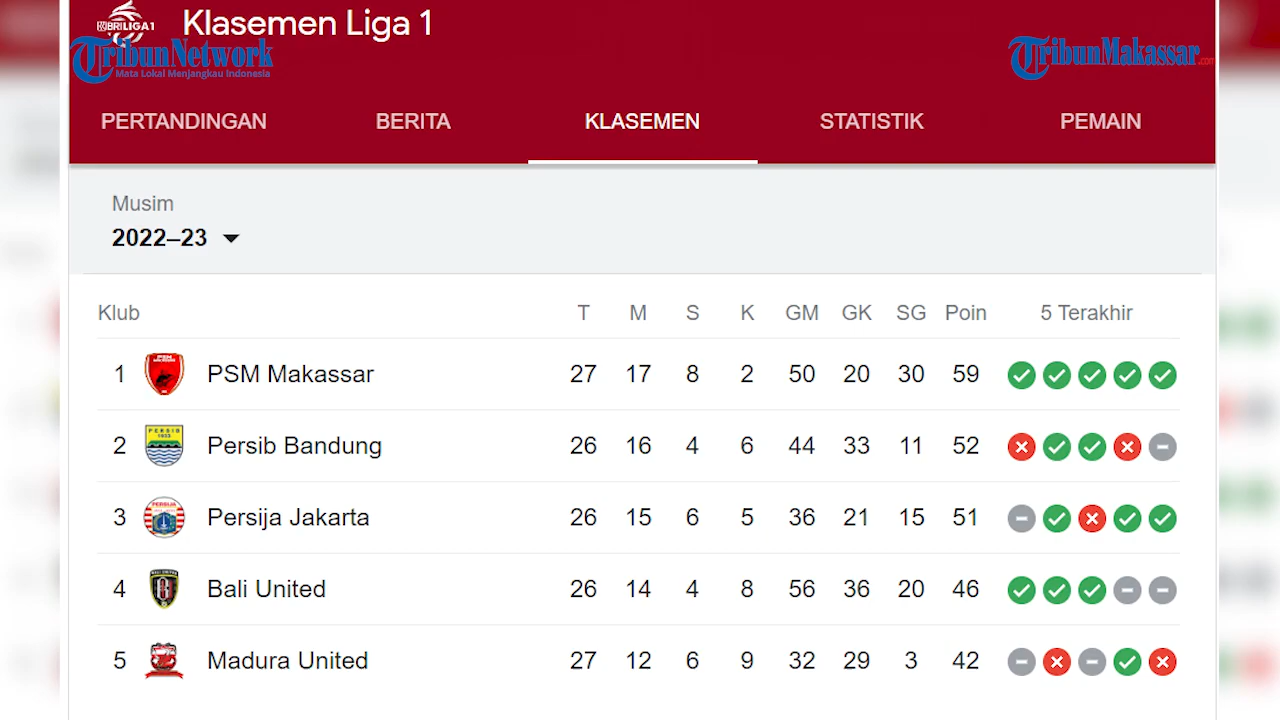 BRI LIGA 1
Klasemen Liga 1
TribunNetwork
Mata Lokal Menjangkau Indonesia
TribunMakassar.com
PERTANDINGAN BERITA KLASEMEN STATISTIK PEMAIN
Musim
2022–23
Klub T M S K GM GK SG Poin 5 Terakhir
1 PSM Makassar 27 17 8 2 50 20 30 59
2 Persib Bandung 26 16 4 6 44 33 11 52
3 Persija Jakarta 26 15 6 5 36 21 15 51
4 Bali United 26 14 4 8 56 36 20 46
5 Madura United 27 12 6 9 32 29 3 42